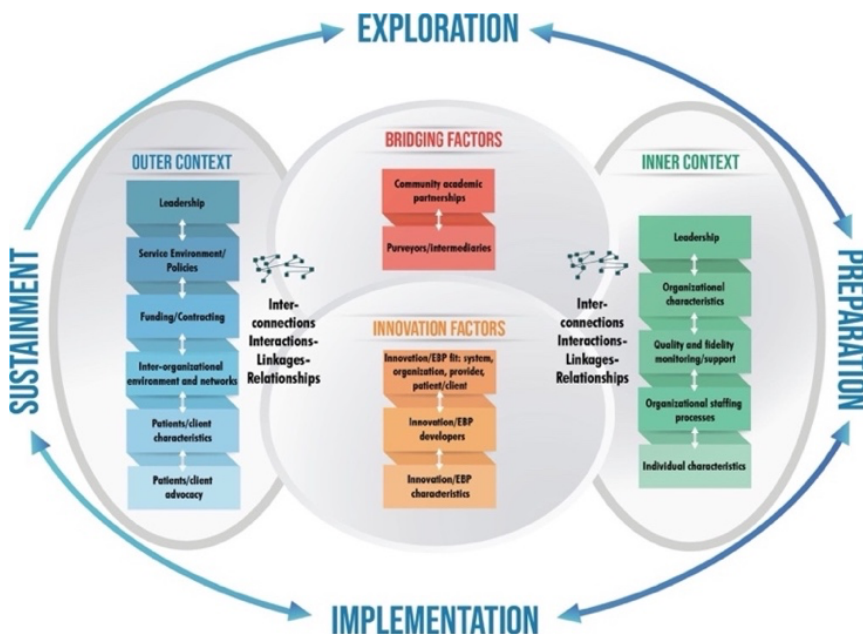 EXPLORATION
OUTER CONTEXT
Leadership
Service Environment/
Policies
Funding/Contracting
Inter-organizational
environment and networks
Patients/client
characteristics
Patients/client
advocacy
Inter-
connections
Interactions-
Linkages-
Relationships
BRIDGING FACTORS
Community academic
partnerships
Purveyors/intermediaries
INNOVATION FACTORS
Innovation/EBP fit: system,
organization, provider,
patient/client
Innovation/EBP
developers
Innovation/EBP
characteristics
Inter-
connections
Interactions-
Linkages-
Relationships
INNER CONTEXT
Leadership
Organizational
characteristics
Quality and fidelity
monitoring/support
Organizational staffing
processes
Individual characteristics
SUSTAINMENT
PREPARATION
IMPLEMENTATION